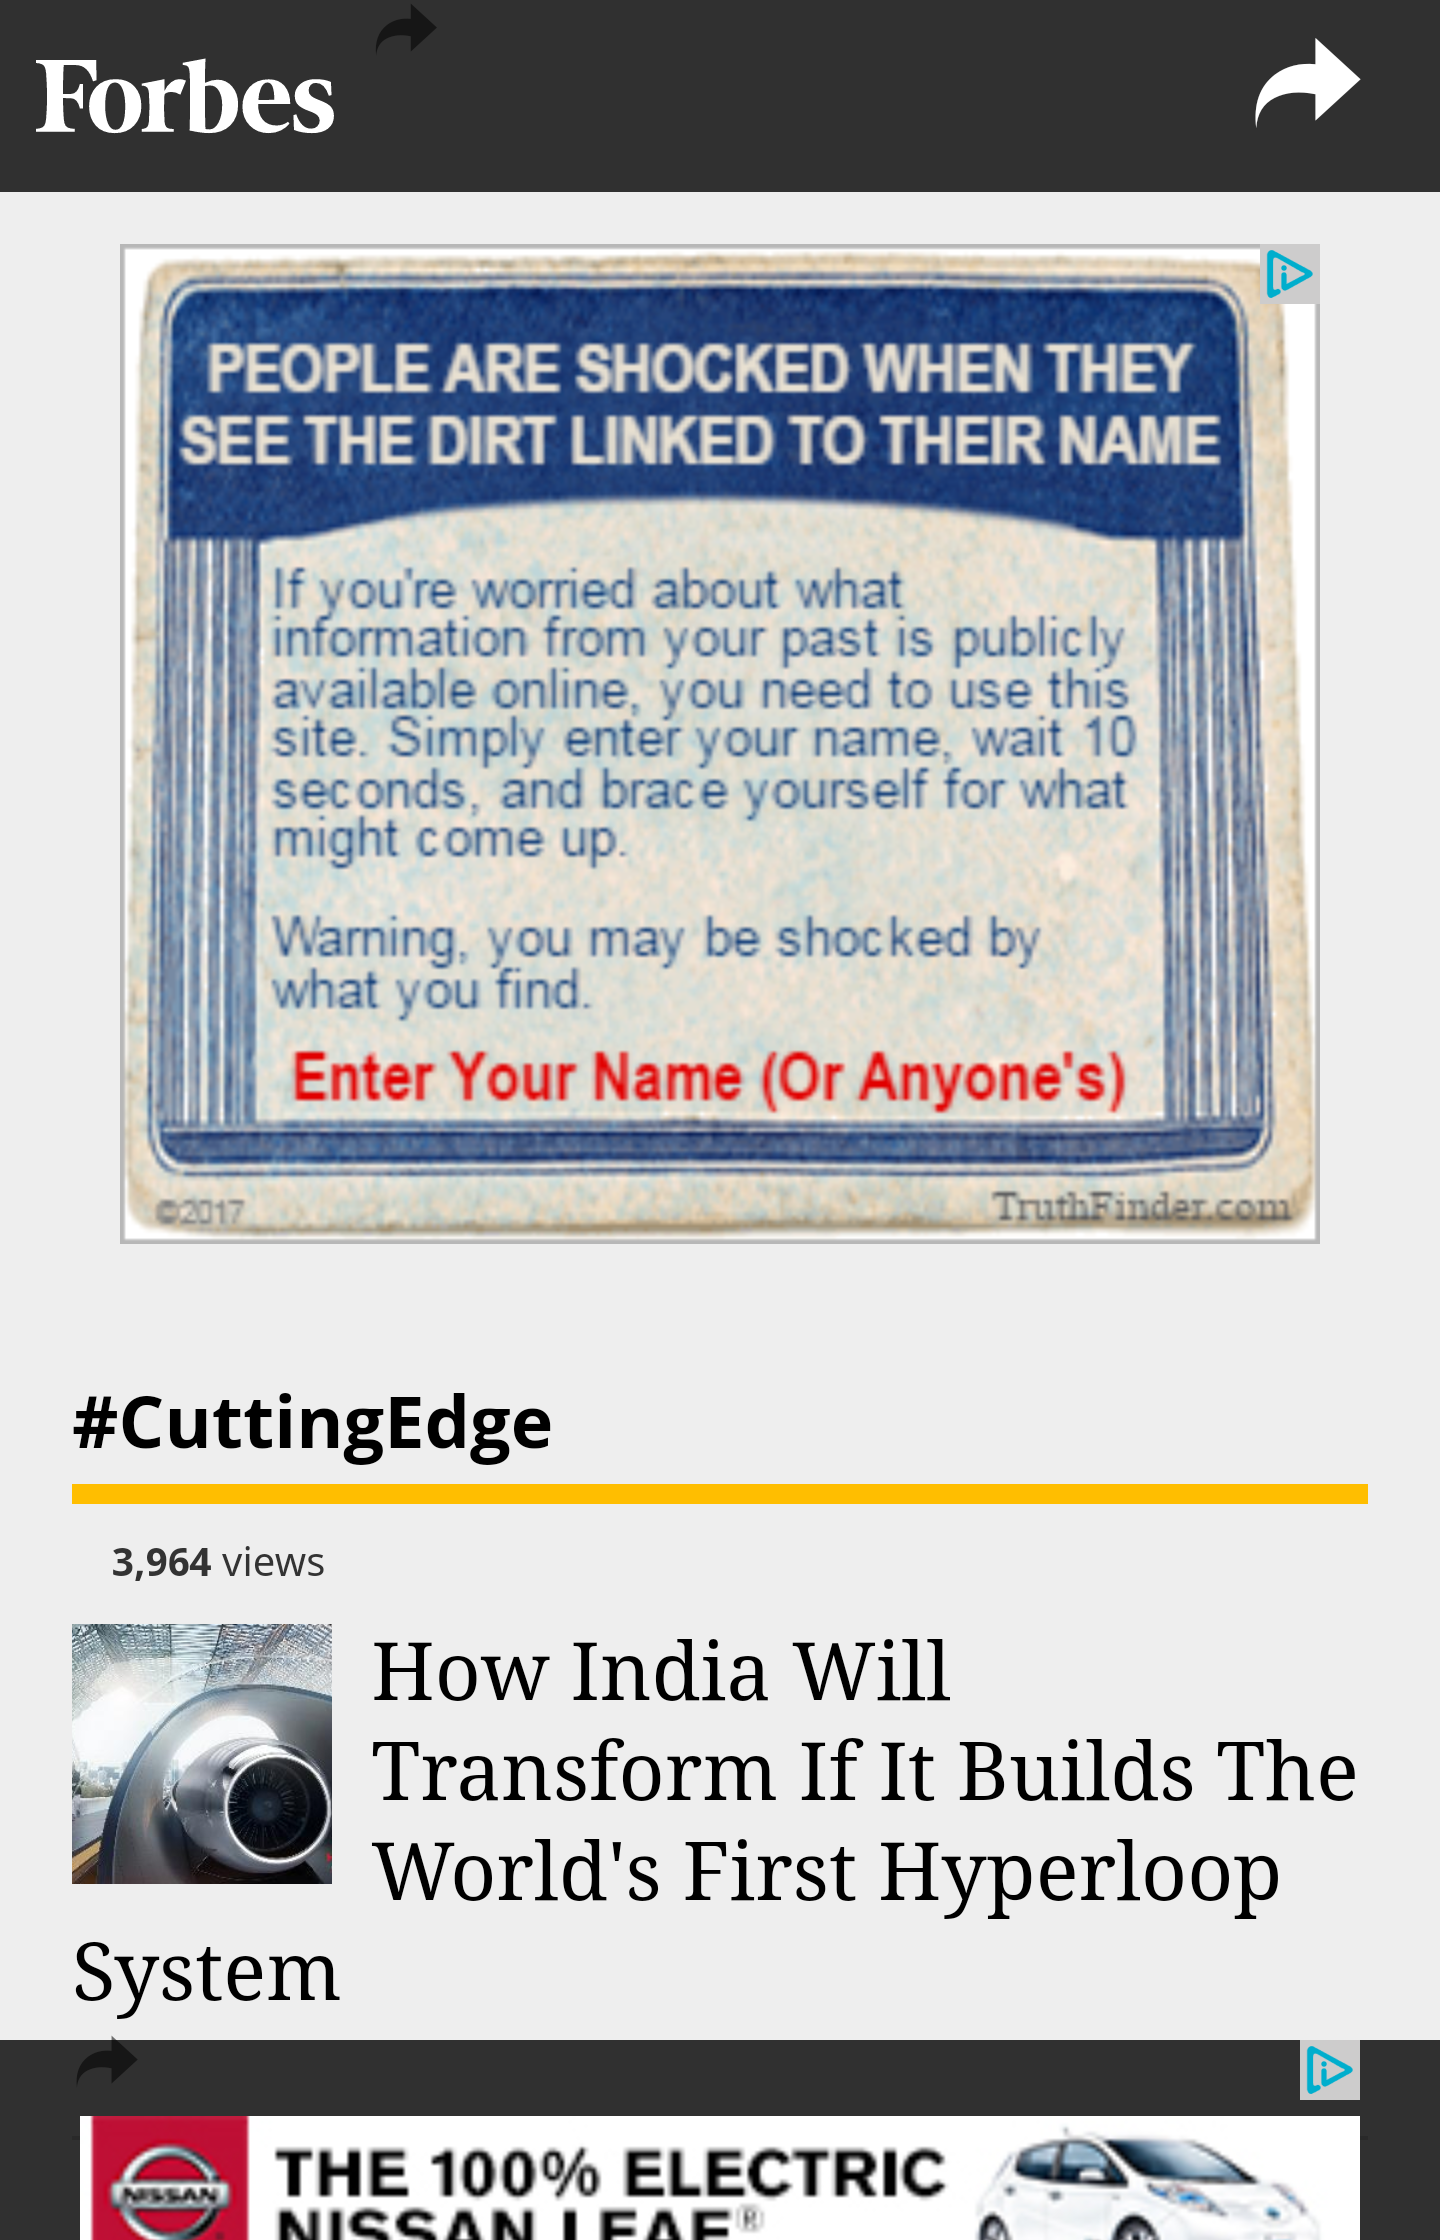 Forbes
PEOPLE ARE SHOCKED WHEN THEY
SEE THE DIRT LINKED TO THEIR NAME
If you're worried about what
information from your past is publicly
available online, you need to use this
site. Simply enter your name, wait 10
seconds, and brace yourself for what
might come up.
Warning, you may be shocked by
what you find.
Enter Your Name (Or Anyone's)
©2017
TruthFinder.com
#CuttingEdge
3,964 views
How India Will
Transform If It Builds The
World's First Hyperloop
System
NISSAN
THE 100% ELECTRIC
NISSAN LEAF®